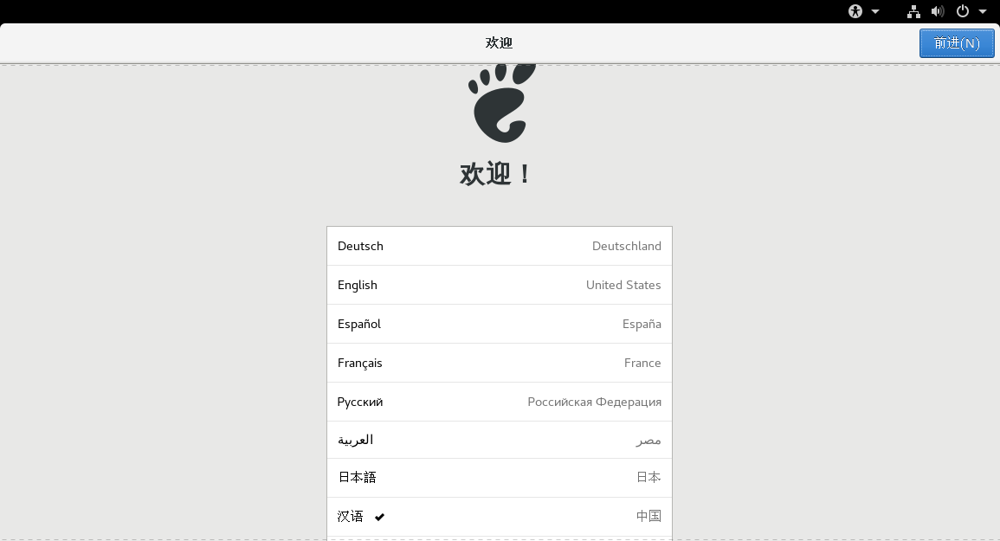 欢迎
前进(N)
欢迎！
Deutsch Deutschland
English United States
Español España
Français France
Русский Российская Федерация
العربية مصر
日本語 日本
汉语 中国